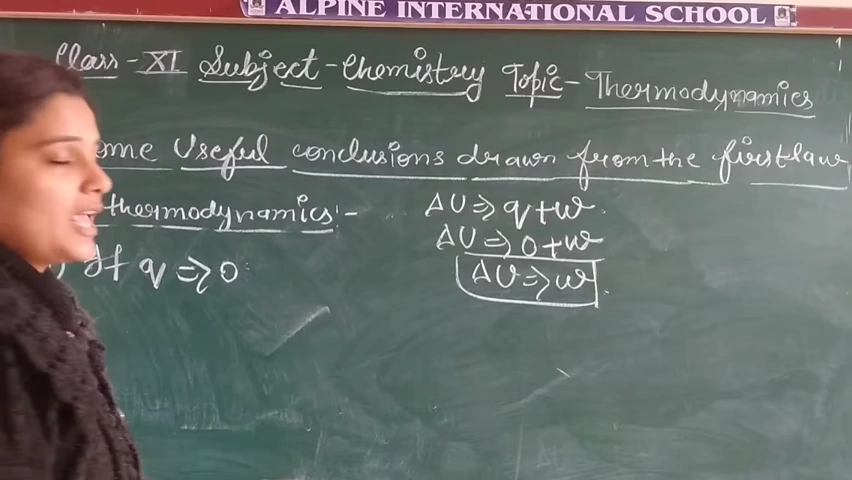 ALPINE INTERNATIONAL SCHOOL
Class - XI Subject - Chemistry Topic - Thermodynamics
ome Useful conclusions drawn from the first law
thermodynamics :-
ΔU ⇒ q + w
ΔU ⇒ 0 + w
ΔU ⇒ w
) If q ⇒ 0